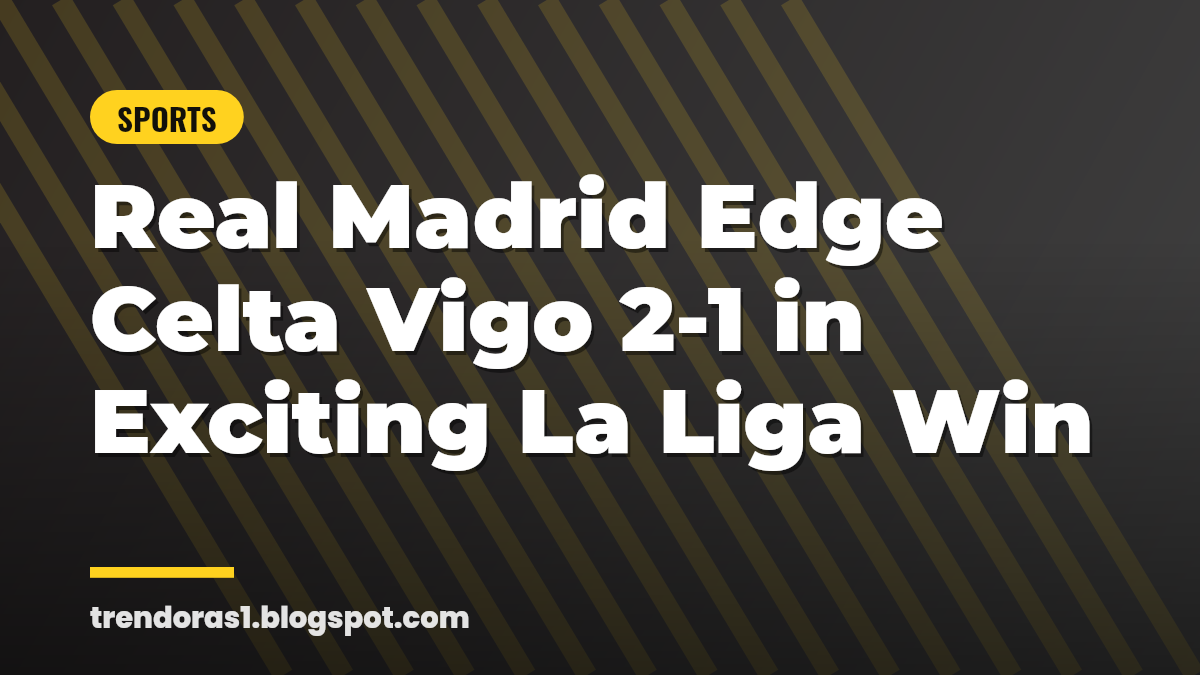 SPORTS
Real Madrid Edge
Celta Vigo 2-1 in
Exciting La Liga Win
trendoras1.blogspot.com